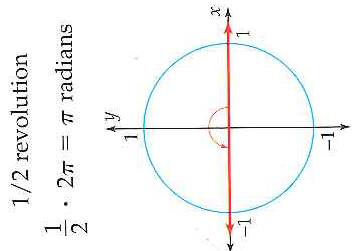 1/2 revolution
1/2 · 2π = π radians
y
1
x
1
-1
-1